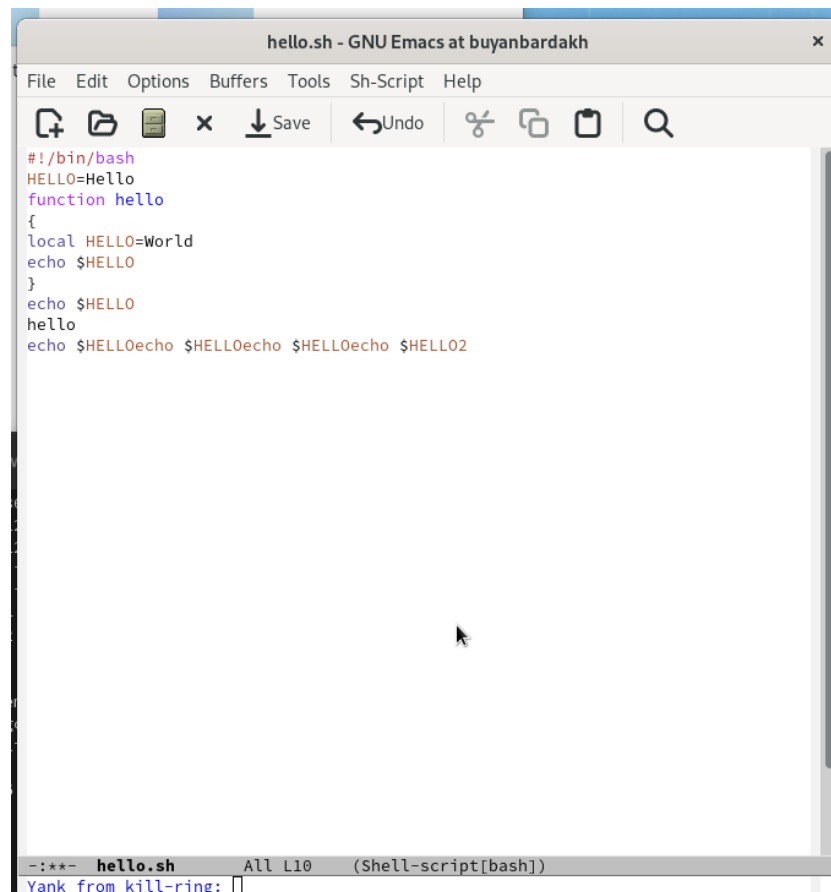 hello.sh - GNU Emacs at buyanbardakh
File Edit Options Buffers Tools Sh-Script Help
Save Undo
#!/bin/bash
HELLO=Hello
function hello
{
local HELLO=World
echo $HELLO
}
echo $HELLO
hello
echo $HELLOecho $HELLOecho $HELLOecho $HELLO2
-:**- hello.sh All L10 (Shell-script[bash])
Yank from kill-ring: